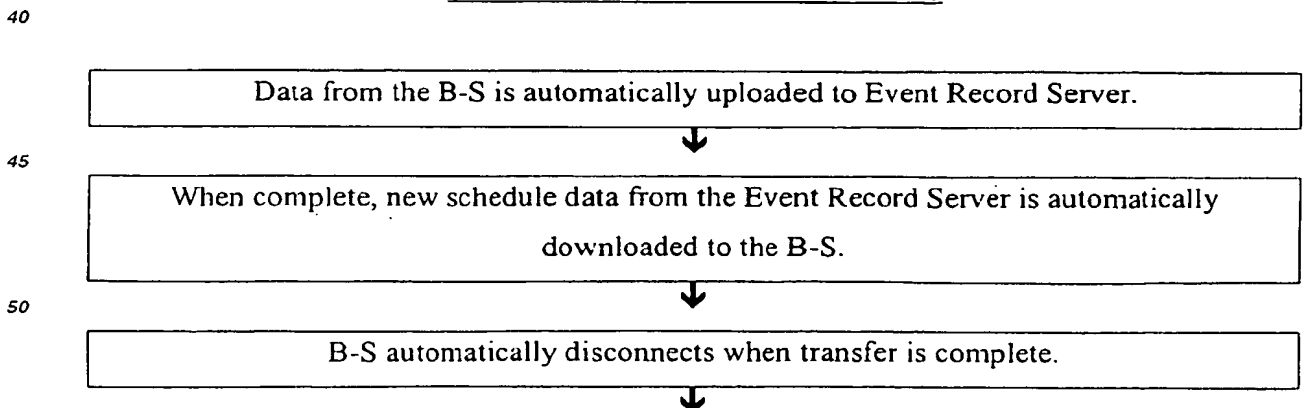 40
Data from the B-S is automatically uploaded to Event Record Server.
45
When complete, new schedule data from the Event Record Server is automatically
downloaded to the B-S.
50
B-S automatically disconnects when transfer is complete.